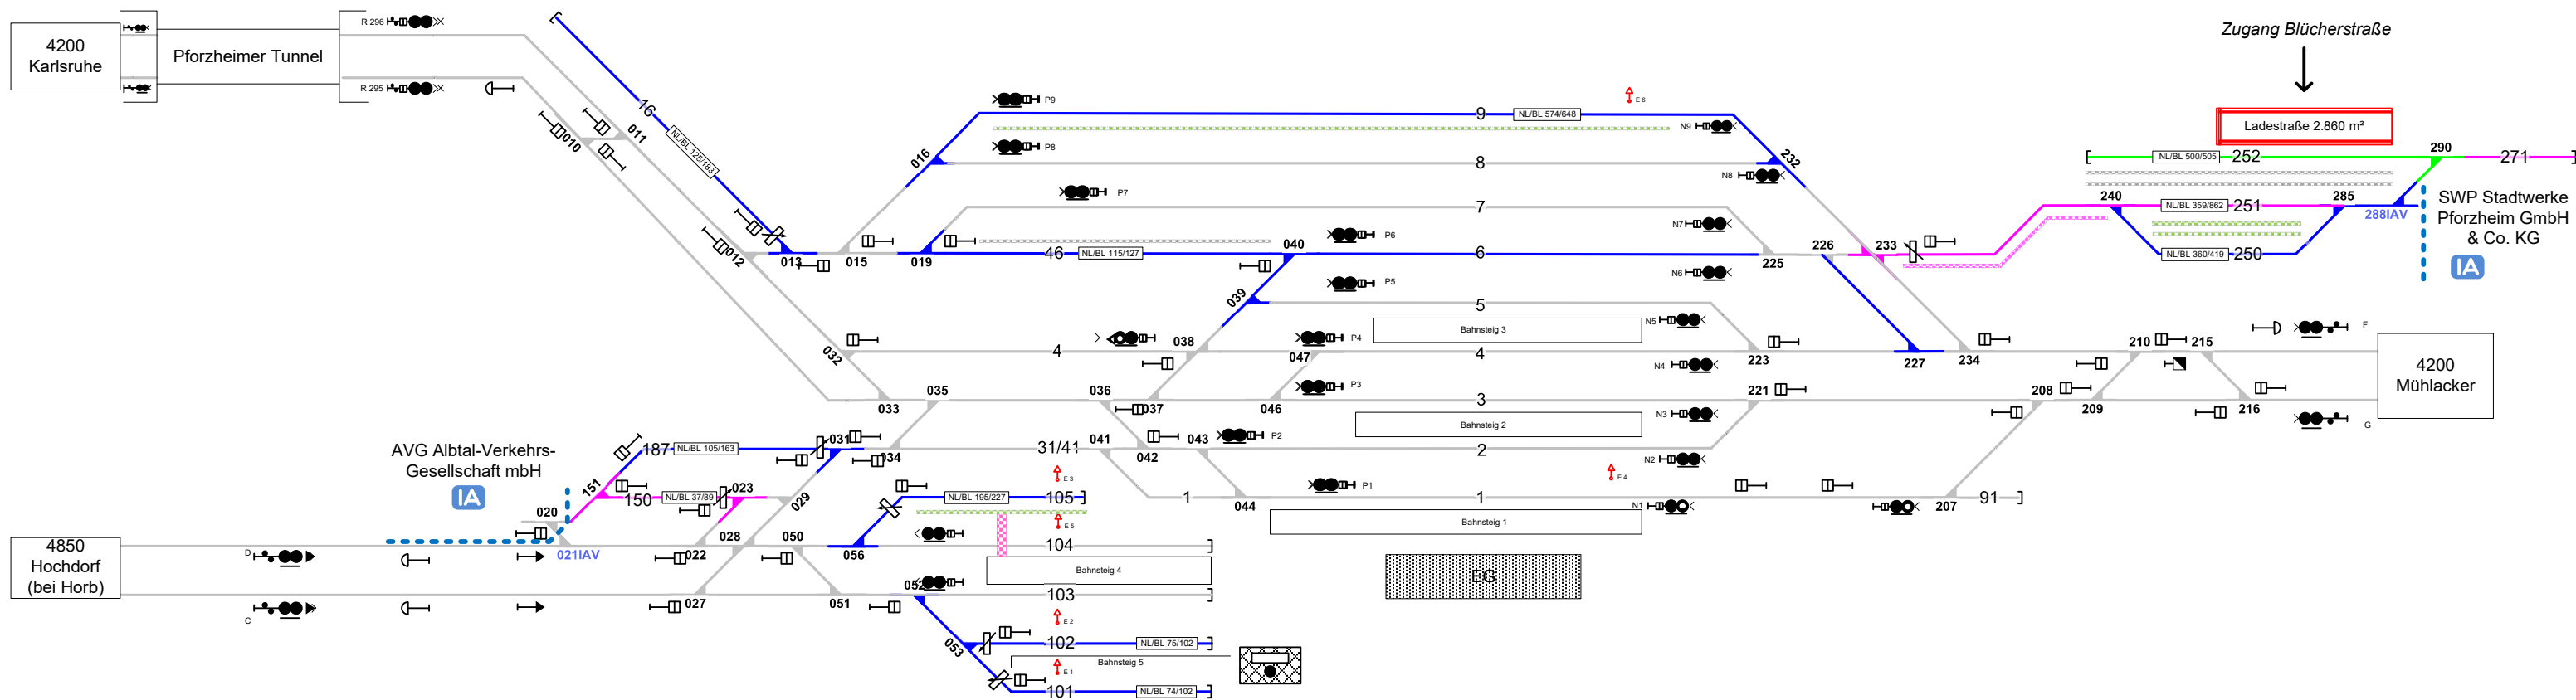 Zugang Blücherstraße
4200
Karlsruhe
Pforzheimer Tunnel
R 296
R 295
16
NL/BL 125/183
011
010
012
013
015
016
019
P9
P8
P7
9
NL/BL 574/648
E 6
N9
8
N8
7
N7
232
46
NL/BL 115/127
040
P6
6
N6
225
226
233
039
P5
5
N5
Bahnsteig 3
Ladestraße 2.860 m²
NL/BL 500/505
252
290
271
240
NL/BL 359/862
251
285
288IAV
NL/BL 360/419
250
SWP Stadtwerke
Pforzheim GmbH
& Co. KG
IA
032
4
038
P4
047
4
N4
223
227
234
210
215
F
4200
Mühlacker
033
035
036
037
P3
046
3
N3
221
208
209
216
G
Bahnsteig 2
AVG Albtal-Verkehrs-
Gesellschaft mbH
IA
187
NL/BL 105/163
031
034
31/41
041
042
043
P2
2
N2
E 3
E 4
151
150
NL/BL 37/89
023
029
NL/BL 195/227
105
1
044
P1
1
N1
207
91
020
E 5
Bahnsteig 1
4850
Hochdorf
(bei Horb)
D
021IAV
022
028
050
056
104
EG
Bahnsteig 4
C
027
051
052
103
E 2
053
102
NL/BL 75/102
Bahnsteig 5
E 1
101
NL/BL 74/102